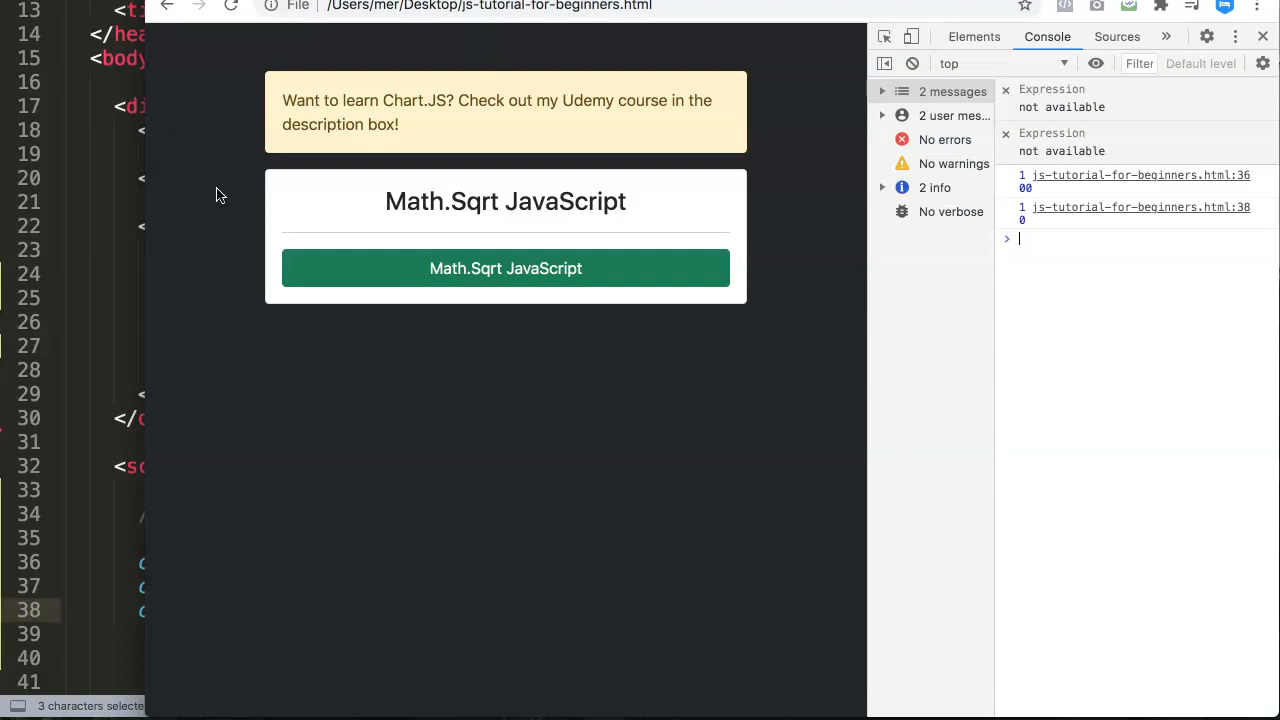 13 <ti
14 </hea
15 <body
16
17 <di
18 <
19
20 <
21
22 <
23
24
25
26
27
28
29 <
30 </d
31
32 <sc
33
34 /
35
36 c
37 c
38 c
39
40
41
3 characters selecte
File /Users/mer/Desktop/js-tutorial-for-beginners.html
Want to learn Chart.JS? Check out my Udemy course in the
description box!
Math.Sqrt JavaScript
Math.Sqrt JavaScript
Elements Console Sources »
top ▼ Filter Default level
2 messages
2 user mes...
No errors
No warnings
2 info
No verbose
Expression
not available
Expression
not available
1 js-tutorial-for-beginners.html:36
00
1 js-tutorial-for-beginners.html:38
0
>